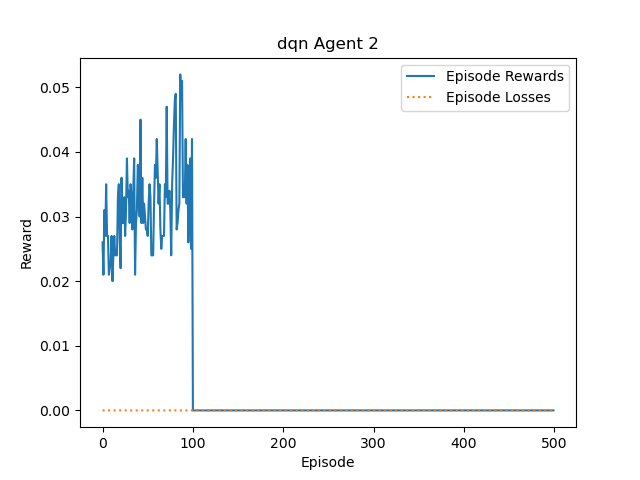 dqn Agent 2
Episode Rewards
Episode Losses
Reward
0.05
0.04
0.03
0.02
0.01
0.00
0 100 200 300 400 500
Episode